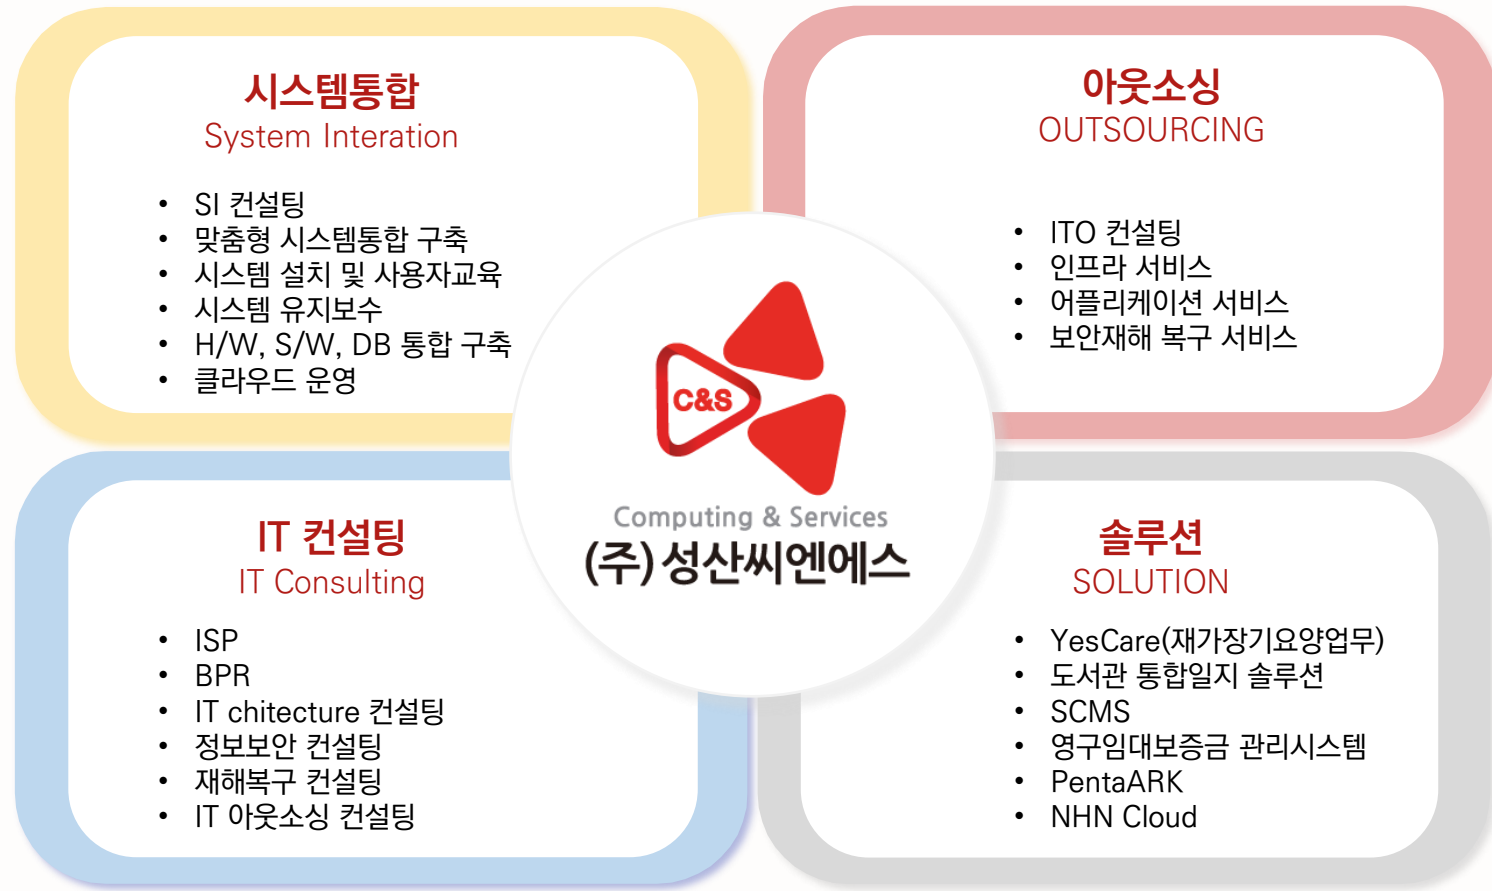 시스템통합
System Interation
• SI 컨설팅
• 맞춤형 시스템통합 구축
• 시스템 설치 및 사용자교육
• 시스템 유지보수
• H/W, S/W, DB 통합 구축
• 클라우드 운영
아웃소싱
OUTSOURCING
• ITO 컨설팅
• 인프라 서비스
• 어플리케이션 서비스
• 보안재해 복구 서비스
C&S
Computing & Services
(주)성산씨엔에스
IT 컨설팅
IT Consulting
• ISP
• BPR
• IT chitecture 컨설팅
• 정보보안 컨설팅
• 재해복구 컨설팅
• IT 아웃소싱 컨설팅
솔루션
SOLUTION
• YesCare(재가장기요양업무)
• 도서관 통합일지 솔루션
• SCMS
• 영구임대보증금 관리시스템
• PentaARK
• NHN Cloud